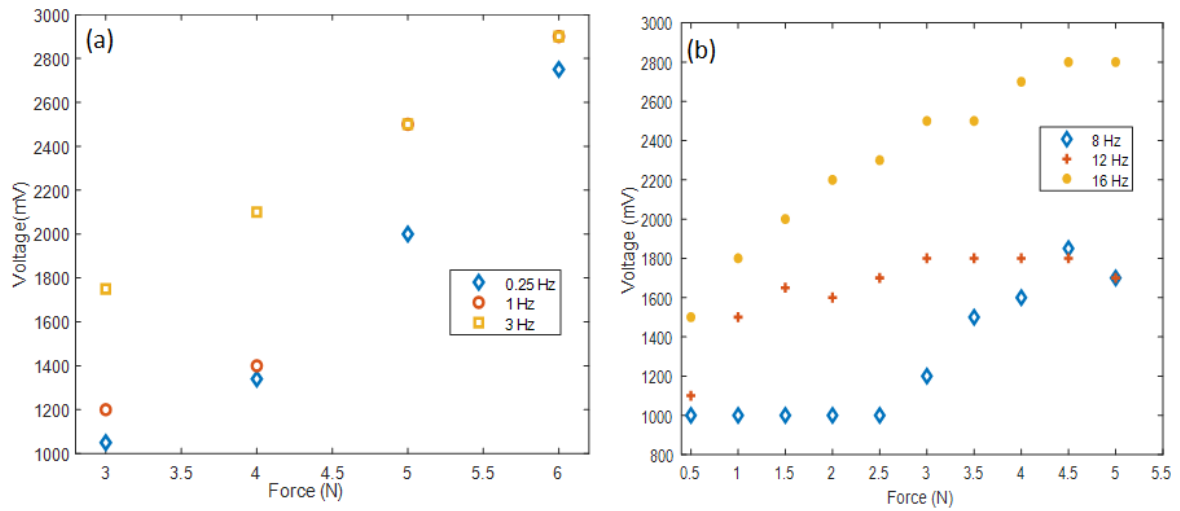 (a)
3000
2800
2600
2400
2200
2000
1800
1600
1400
1200
1000
Voltage(mV)
0.25 Hz
1 Hz
3 Hz
3 3.5 4 4.5 5 5.5 6
Force (N)
(b)
3000
2800
2600
2400
2200
2000
1800
1600
1400
1200
1000
800
Voltage (mV)
8 Hz
12 Hz
16 Hz
0.5 1 1.5 2 2.5 3 3.5 4 4.5 5 5.5
Force (N)